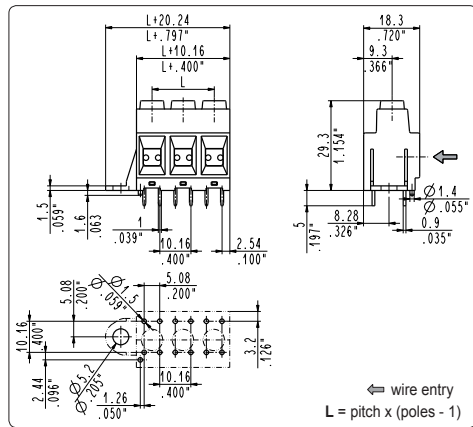 L+20.24
L+.797"
L+10.16
L+.400"
L
18.3
.720"
9.3
.366"
29.3
1.154"
1.5
.059"
1.6
.063
1
.039"
10.16
.400"
2.54
.100"
5
.197"
8.28
.326"
Ø1.4
Ø.055"
0.9
.035"
5.08
.200"
Ø1.5
Ø.059"
5.08
.200"
10.16
.400"
2.44
.096"
Ø5.2
Ø.205"
1.26
.050"
10.16
.400"
3.2
.126"
wire entry
L = pitch x (poles - 1)